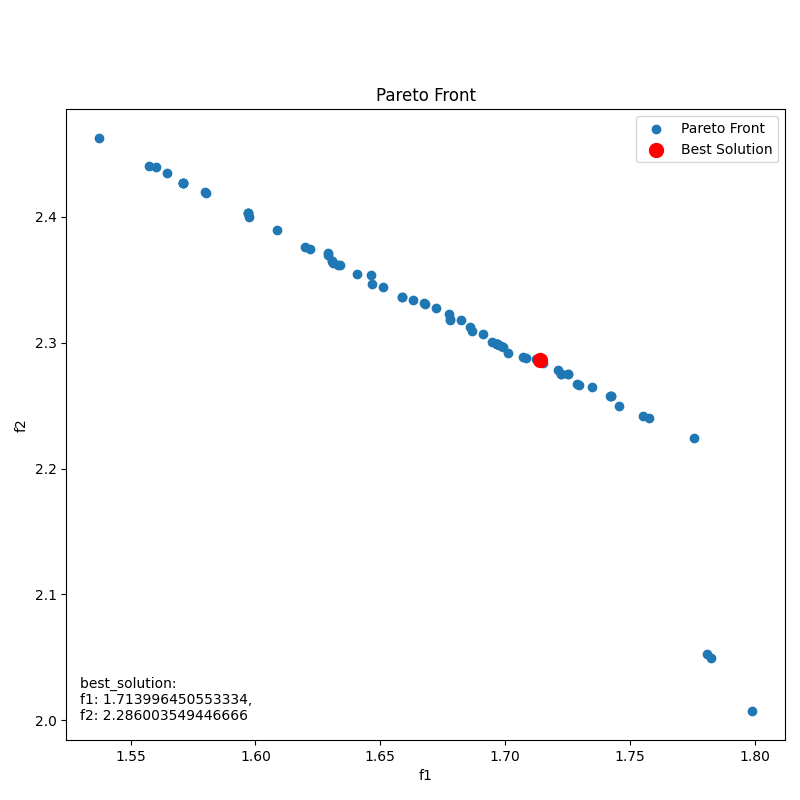 Pareto Front
Pareto Front
Best Solution
2.4
2.3
2.2
2.1
2.0
f2
best_solution:
f1: 1.713996450553334,
f2: 2.286003549446666
1.55
1.60
1.65
1.70
1.75
1.80
f1